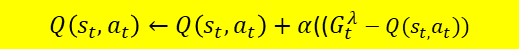 Q(s_t, a_t) ← Q(s_t, a_t) + α((G_t^λ − Q(s_t,a_t))